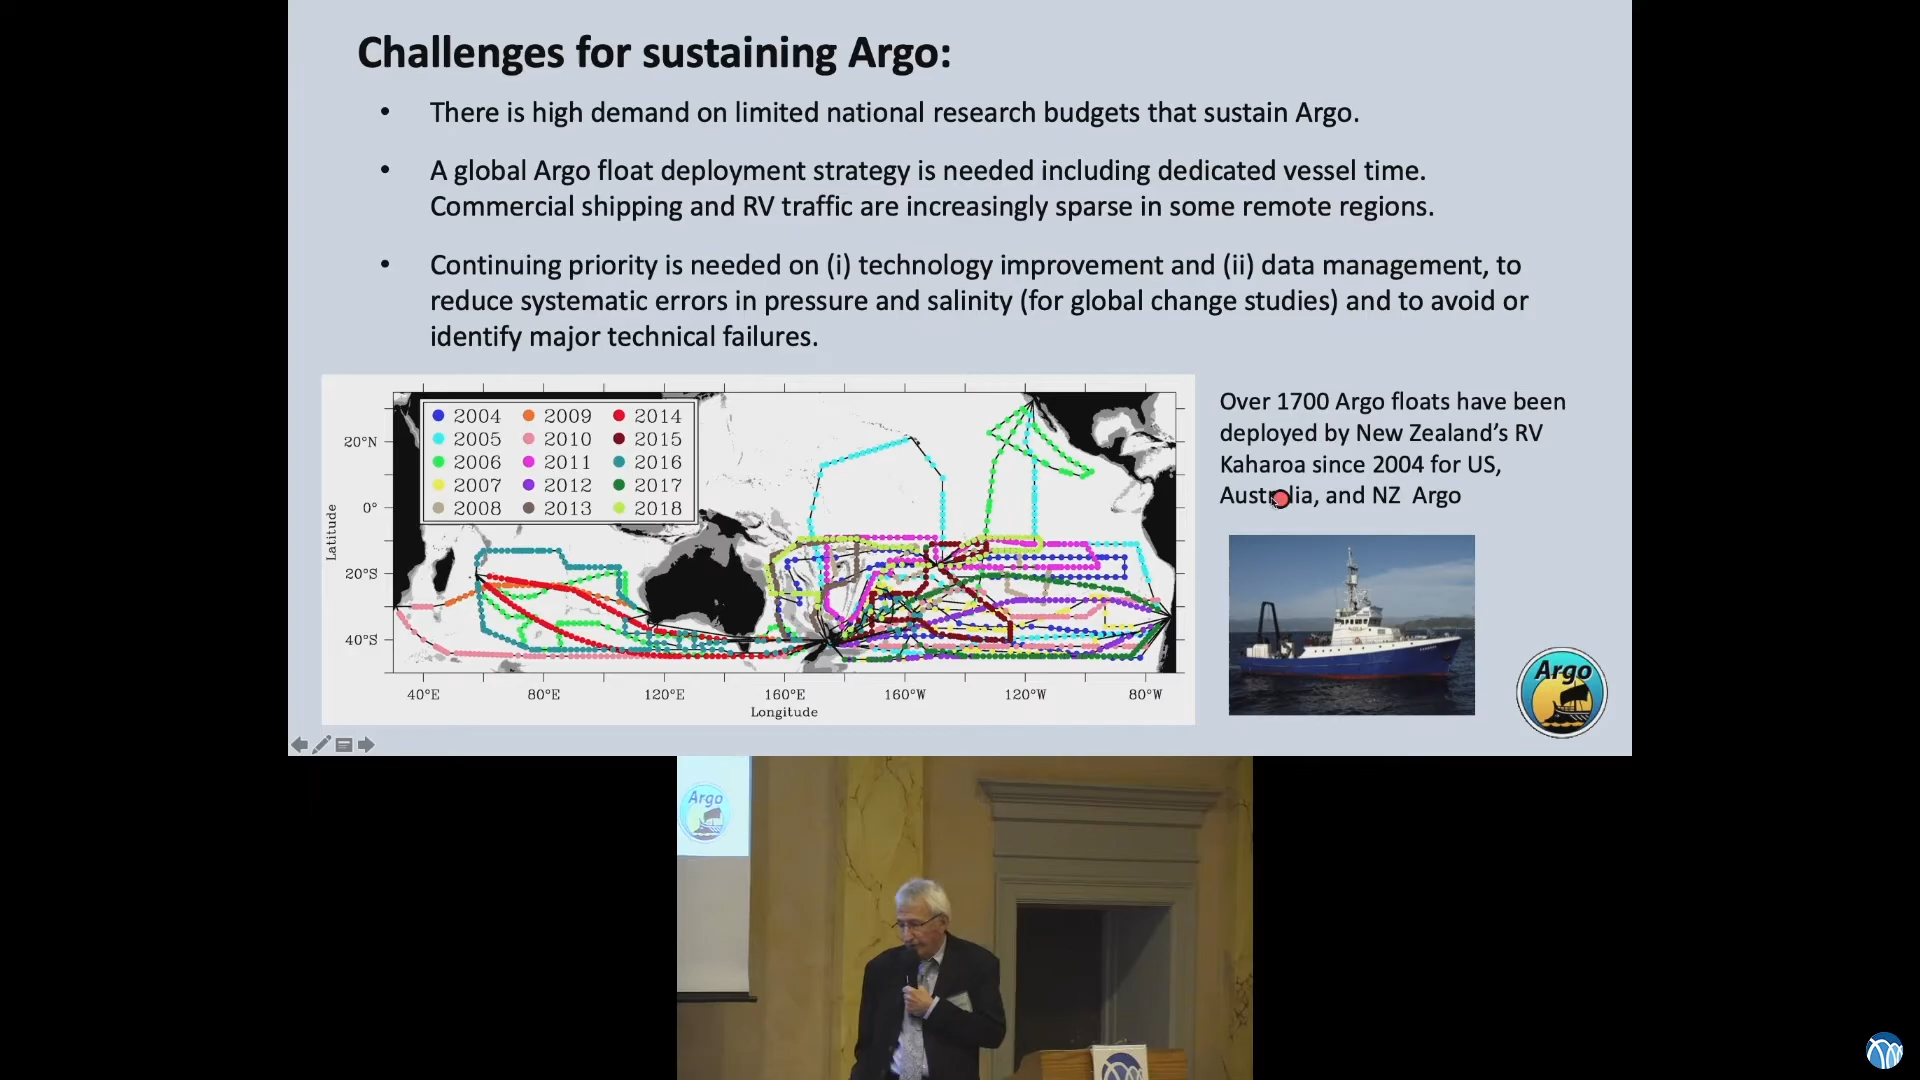 Challenges for sustaining Argo:
• There is high demand on limited national research budgets that sustain Argo.
• A global Argo float deployment strategy is needed including dedicated vessel time.
Commercial shipping and RV traffic are increasingly sparse in some remote regions.
• Continuing priority is needed on (i) technology improvement and (ii) data management, to
reduce systematic errors in pressure and salinity (for global change studies) and to avoid or
identify major technical failures.
2004 2009 2014
2005 2010 2015
2006 2011 2016
2007 2012 2017
2008 2013 2018
20°N
0°
20°S
40°S
Latitude
40°E 80°E 120°E 160°E 160°W 120°W 80°W
Longitude
Over 1700 Argo floats have been
deployed by New Zealand's RV
Kaharoa since 2004 for US,
Australia, and NZ Argo
Argo
Argo